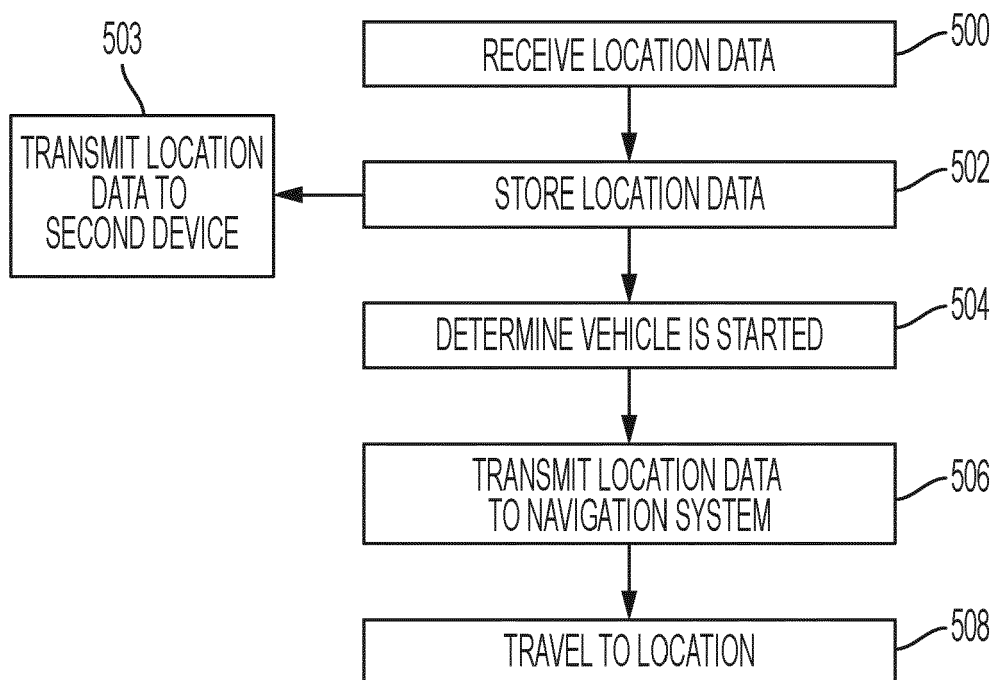 503
500
RECEIVE LOCATION DATA
TRANSMIT LOCATION
DATA TO
SECOND DEVICE
502
STORE LOCATION DATA
504
DETERMINE VEHICLE IS STARTED
506
TRANSMIT LOCATION DATA
TO NAVIGATION SYSTEM
508
TRAVEL TO LOCATION